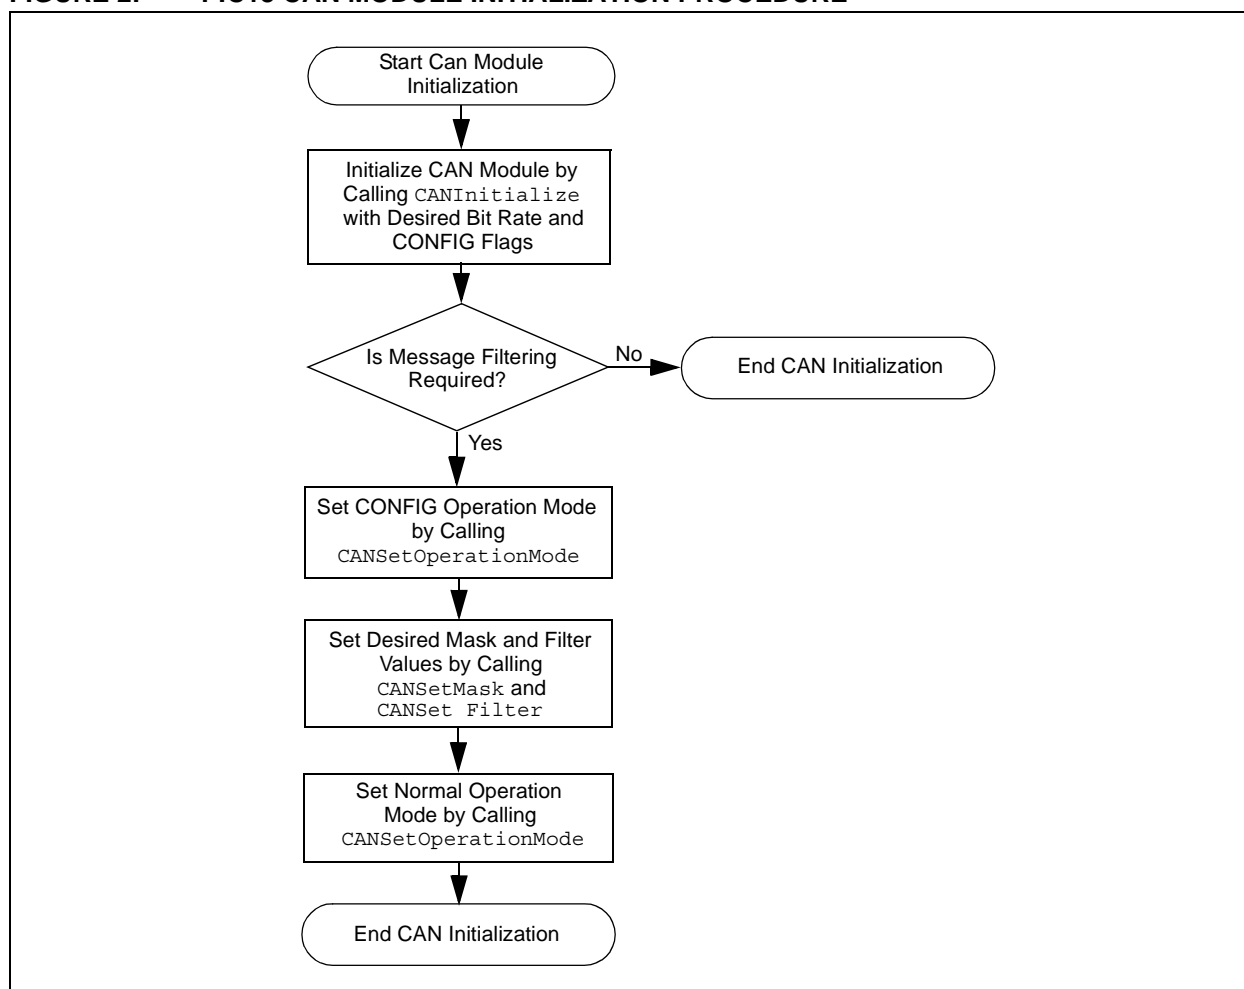 Start Can Module
Initialization
Initialize CAN Module by
Calling CANInitialize
with Desired Bit Rate and
CONFIG Flags
Is Message Filtering
Required?
No
End CAN Initialization
Yes
Set CONFIG Operation Mode
by Calling
CANSetOperationMode
Set Desired Mask and Filter
Values by Calling
CANSetMask and
CANSet Filter
Set Normal Operation
Mode by Calling
CANSetOperationMode
End CAN Initialization